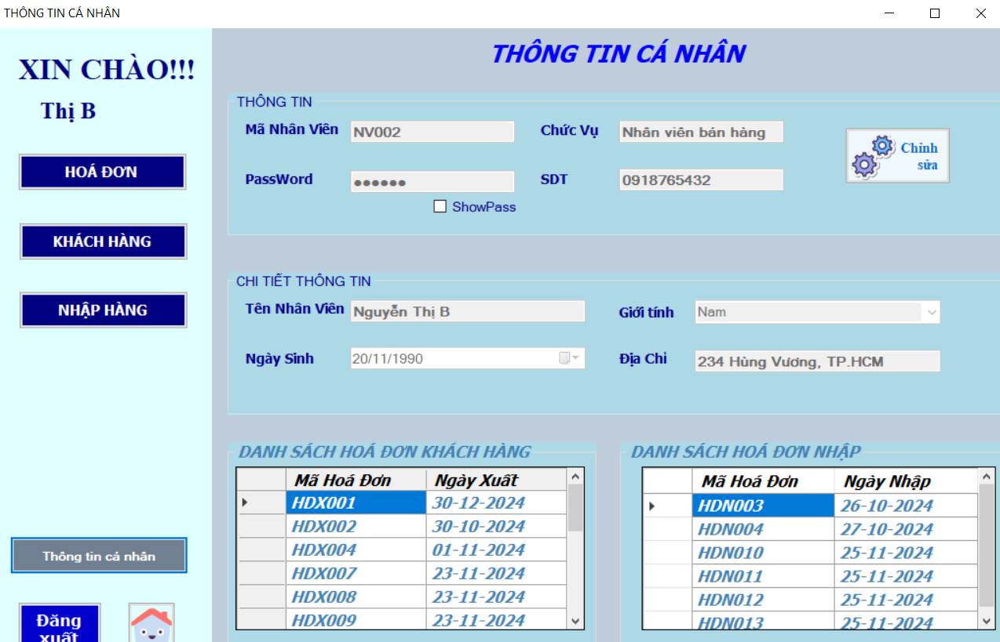 THÔNG TIN CÁ NHÂN
XIN CHÀO!!!
Thị B
HOÁ ĐƠN
KHÁCH HÀNG
NHẬP HÀNG
Thông tin cá nhân
Đăng
xuất
THÔNG TIN CÁ NHÂN
THÔNG TIN
Mã Nhân Viên NV002 Chức Vụ Nhân viên bán hàng
Chỉnh
sửa
PassWord ●●●●●● SDT 0918765432
ShowPass
CHI TIẾT THÔNG TIN
Tên Nhân Viên Nguyễn Thị B Giới tính Nam
Ngày Sinh 20/11/1990 Địa Chỉ 234 Hùng Vương, TP.HCM
DANH SÁCH HOÁ ĐƠN KHÁCH HÀNG
Mã Hoá Đơn Ngày Xuất
HDX001 30-12-2024
HDX002 30-10-2024
HDX004 01-11-2024
HDX007 23-11-2024
HDX008 23-11-2024
HDX009 23-11-2024
DANH SÁCH HOÁ ĐƠN NHẬP
Mã Hoá Đơn Ngày Nhập
HDN003 26-10-2024
HDN004 27-10-2024
HDN010 25-11-2024
HDN011 25-11-2024
HDN012 25-11-2024
HDN013 25-11-2024